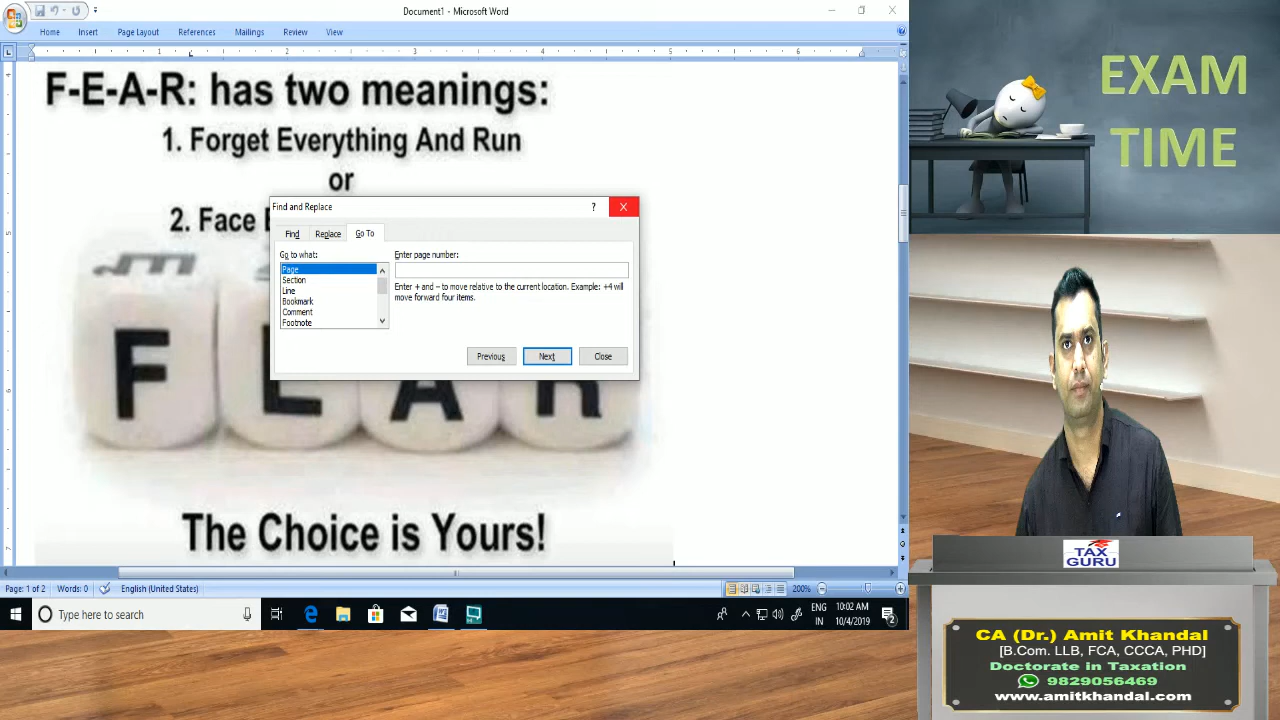 Document1 - Microsoft Word
Home Insert Page Layout References Mailings Review View
F-E-A-R: has two meanings:
1. Forget Everything And Run
or
2. Face
Find and Replace
?
X
Find Replace Go To
Go to what:
Page
Section
Line
Bookmark
Comment
Footnote
Enter page number:
Enter + and – to move relative to the current location. Example: +4 will
move forward four items.
Previous Next Close
F E A R
The Choice is Yours!
Page: 1 of 2 Words: 0 English (United States) 200%
Type here to search
ENG
IN
10:02 AM
10/4/2019
2
EXAM
TIME
TAX
GURU
CA (Dr.) Amit Khandal
[B.Com. LLB, FCA, CCCA, PHD]
Doctorate in Taxation
9829056469
www.amitkhandal.com